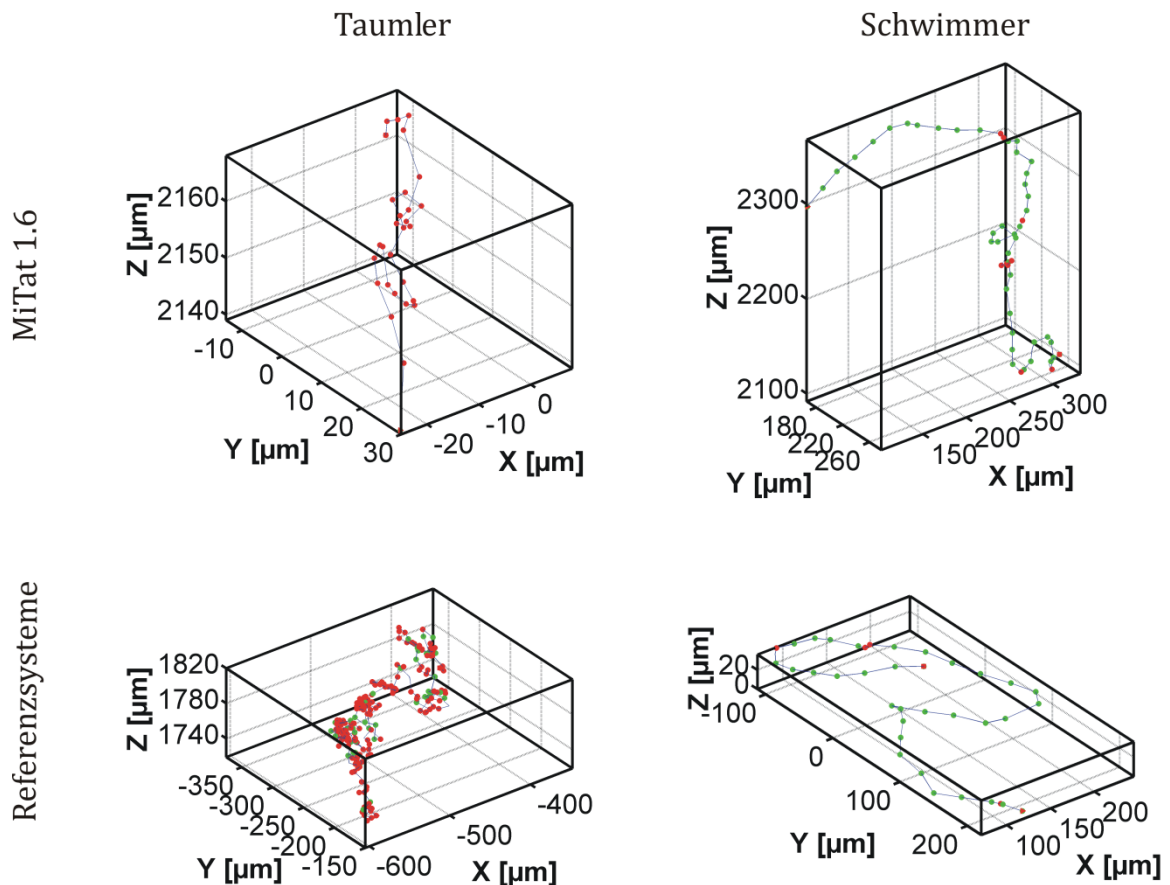 Taumler
Schwimmer
MiTat 1.6
Z [µm]
2160
2150
2140
-10
0
10
20
30
Y [µm]
-20
-10
0
X [µm]
Z [µm]
2300
2200
2100
180
220
260
Y [µm]
150
200
250
300
X [µm]
Referenzsysteme
Z [µm]
1820
1780
1740
-350
-300
-250
-200
-150
Y [µm]
-600
-500
-400
X [µm]
Z [µm]
20
0
-100
0
100
200
Y [µm]
100
150
200
X [µm]